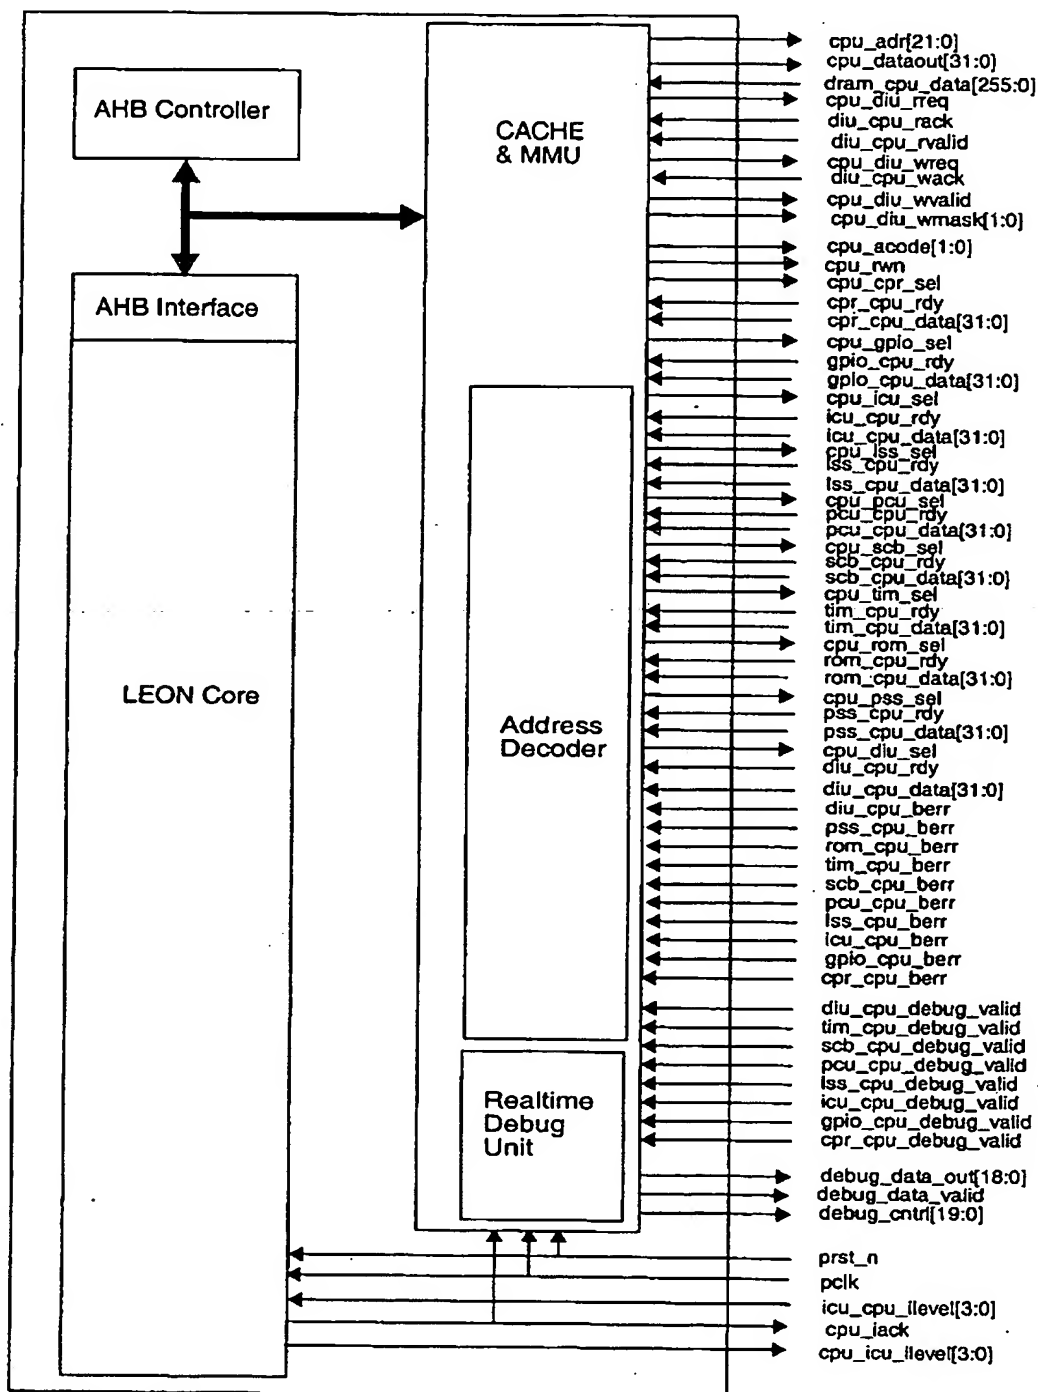 AHB Controller
CACHE
& MMU
AHB Interface
LEON Core
Address
Decoder
Realtime
Debug
Unit
cpu_adr[21:0]
cpu_dataout[31:0]
dram_cpu_data[255:0]
cpu_diu_rreq
diu_cpu_rack
diu_cpu_rvalid
cpu_diu_wreq
diu_cpu_wack
cpu_diu_wvalid
cpu_diu_wmask[1:0]
cpu_acode[1:0]
cpu_rwn
cpu_cpr_sel
cpr_cpu_rdy
cpr_cpu_data[31:0]
cpu_gpio_sel
gpio_cpu_rdy
gpio_cpu_data[31:0]
cpu_icu_sel
icu_cpu_rdy
icu_cpu_data[31:0]
cpu_lss_sel
lss_cpu_rdy
lss_cpu_data[31:0]
cpu_pcu_sel
pcu_cpu_rdy
pcu_cpu_data[31:0]
cpu_scb_sel
scb_cpu_rdy
scb_cpu_data[31:0]
cpu_tim_sel
tim_cpu_rdy
tim_cpu_data[31:0]
cpu_rom_sel
rom_cpu_rdy
rom_cpu_data[31:0]
cpu_pss_sel
pss_cpu_rdy
pss_cpu_data[31:0]
cpu_diu_sel
diu_cpu_rdy
diu_cpu_data[31:0]
diu_cpu_berr
pss_cpu_berr
rom_cpu_berr
tim_cpu_berr
scb_cpu_berr
pcu_cpu_berr
lss_cpu_berr
icu_cpu_berr
gpio_cpu_berr
cpr_cpu_berr
diu_cpu_debug_valid
tim_cpu_debug_valid
scb_cpu_debug_valid
pcu_cpu_debug_valid
lss_cpu_debug_valid
icu_cpu_debug_valid
gpio_cpu_debug_valid
cpr_cpu_debug_valid
debug_data_out[18:0]
debug_data_valid
debug_cntrl[19:0]
prst_n
pclk
icu_cpu_ilevel[3:0]
cpu_iack
cpu_icu_ilevel[3:0]